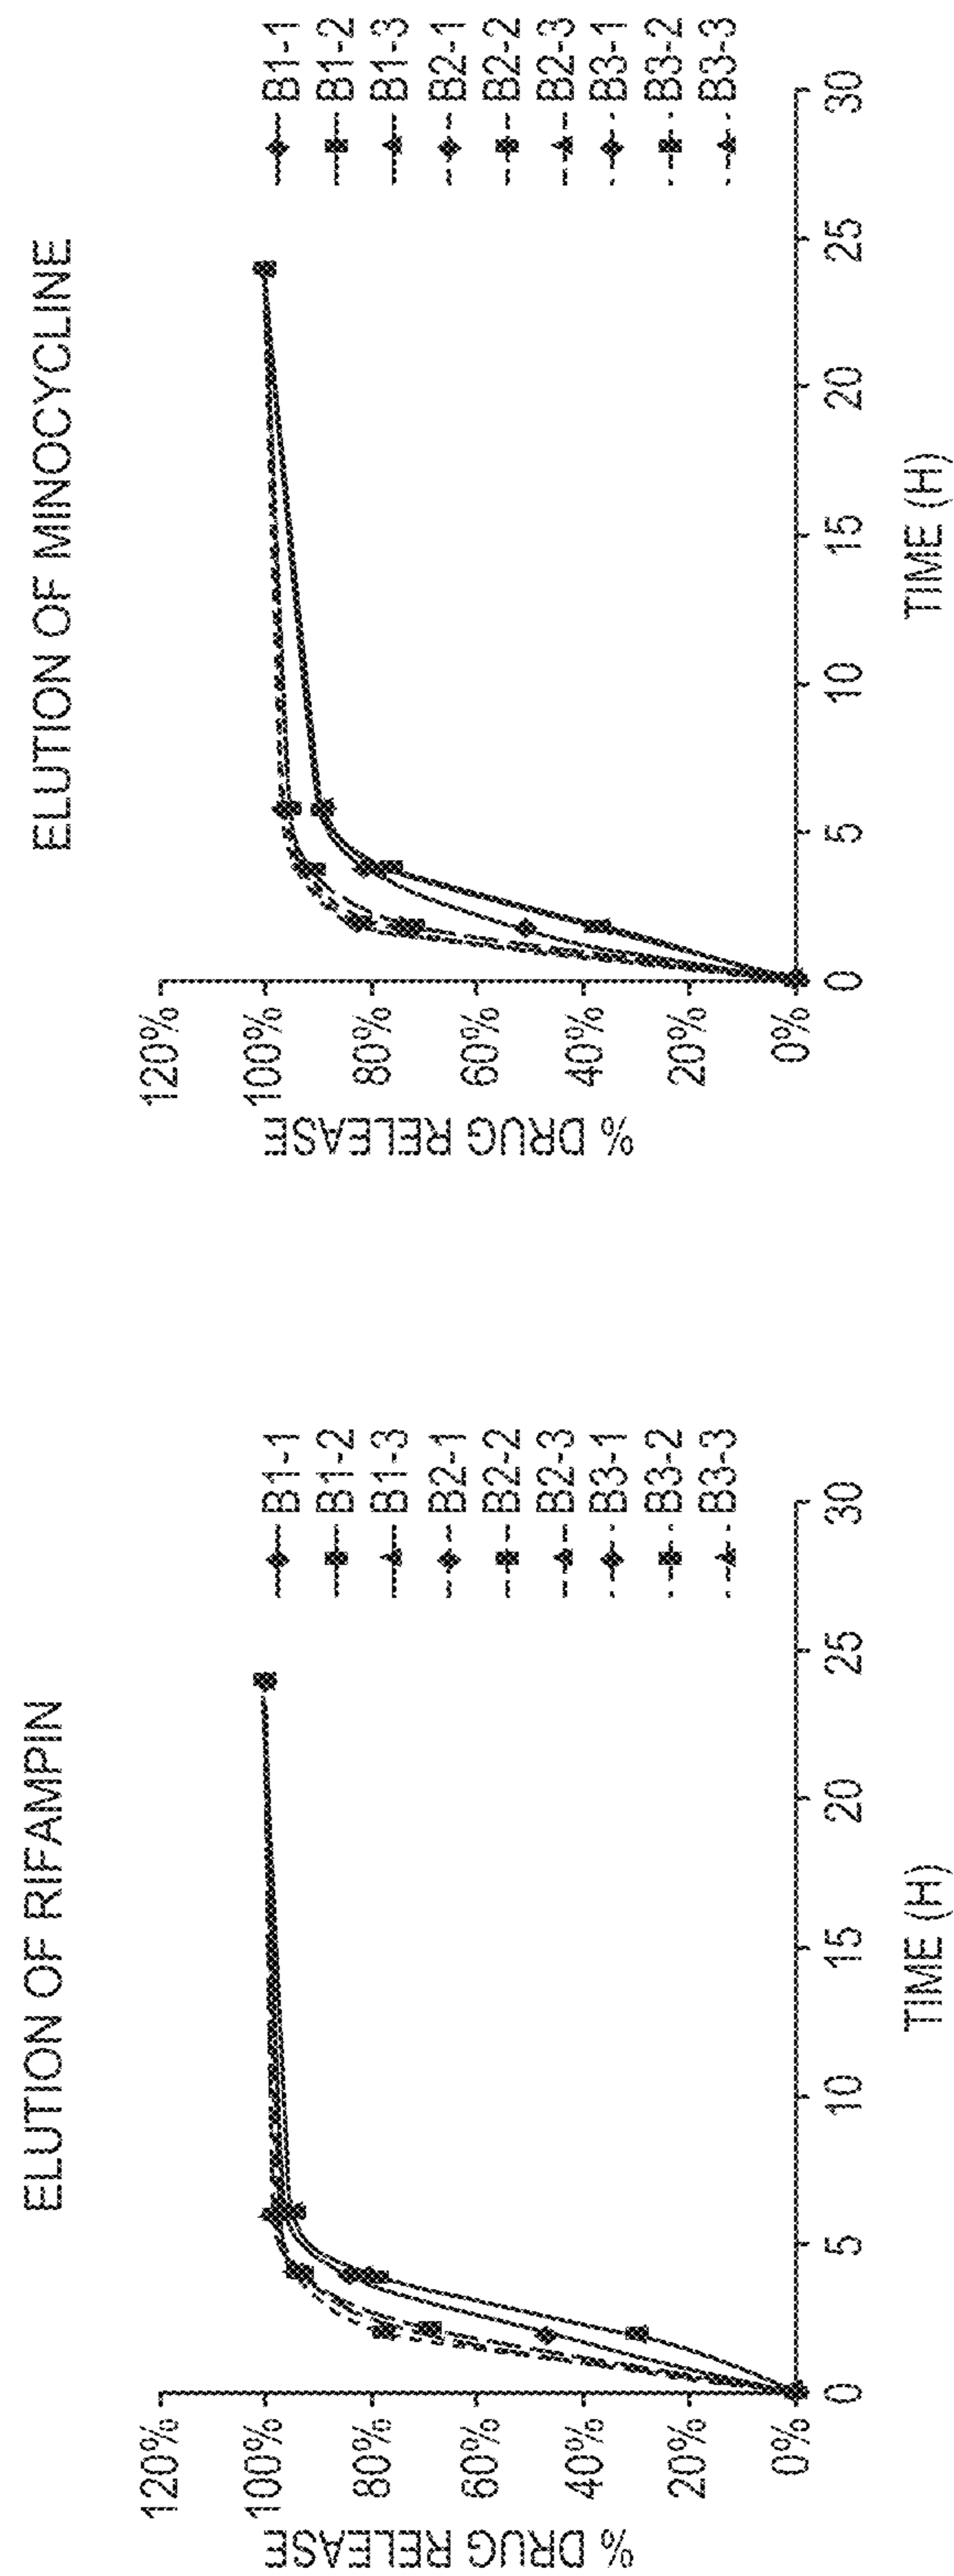 ELUTION OF RIFAMPIN
% DRUG RELEASE
120%
100%
80%
60%
40%
20%
0%
0
5
10
15
20
25
30
TIME (H)
B1-1
B1-2
B1-3
B2-1
B2-2
B2-3
B3-1
B3-2
B3-3
ELUTION OF MINOCYCLINE
% DRUG RELEASE
120%
100%
80%
60%
40%
20%
0%
0
5
10
15
20
25
30
TIME (H)
B1-1
B1-2
B1-3
B2-1
B2-2
B2-3
B3-1
B3-2
B3-3